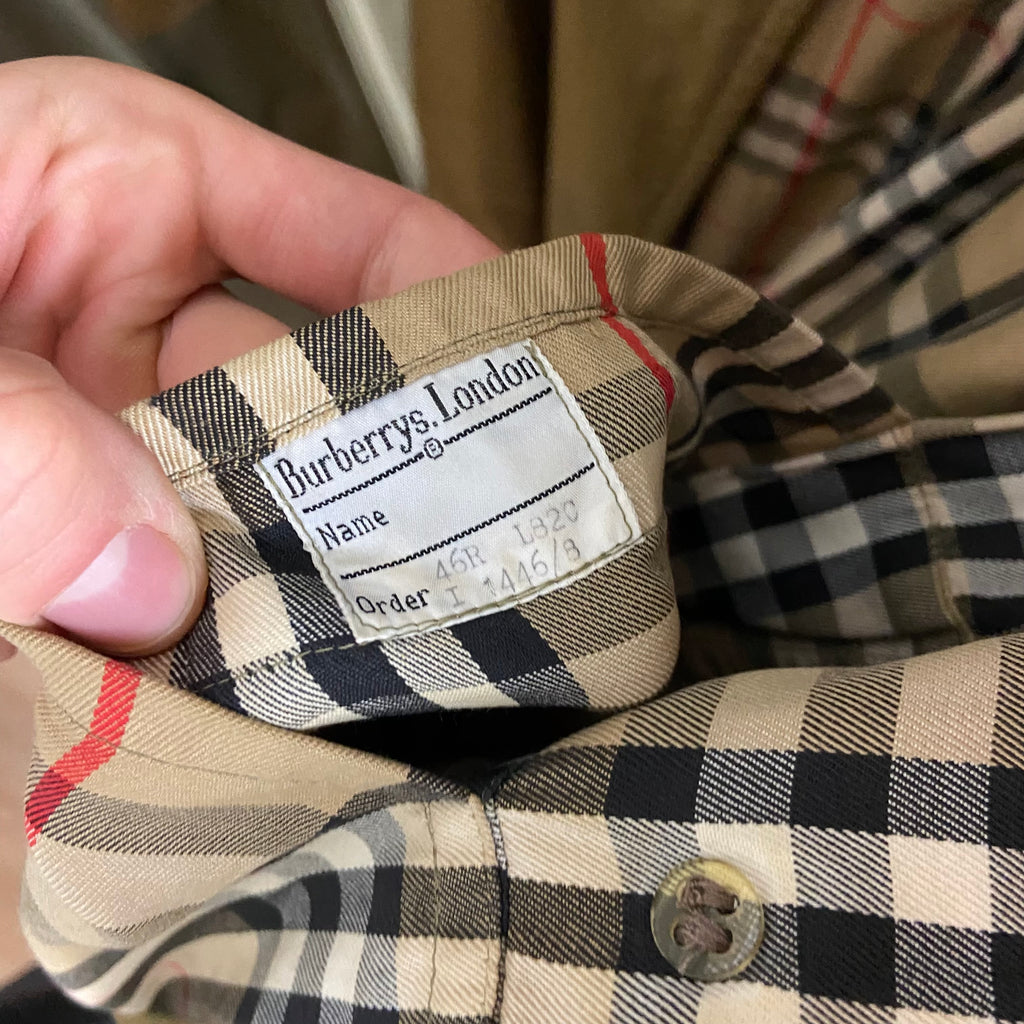 Burberrys. London
B
Name
46R L820
Order I 1446/8